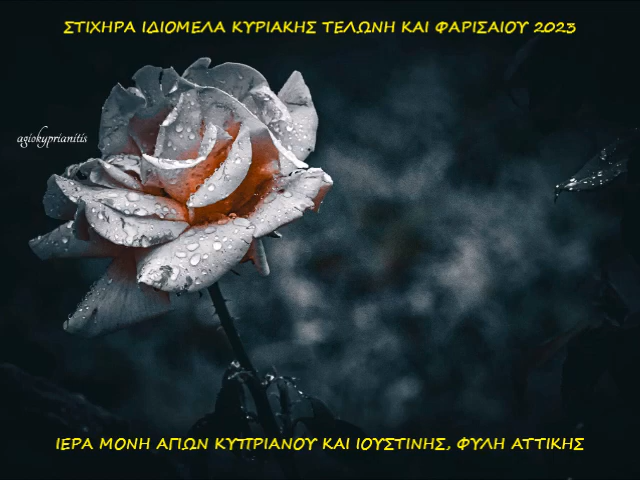 ΣΤΙΧΗΡΑ ΙΔΙΟΜΕΛΑ ΚΥΡΙΑΚΗΣ ΤΕΛΩΝΗ ΚΑΙ ΦΑΡΙΣΑΙΟΥ 2023
agiokyprianitis
ΙΕΡΑ ΜΟΝΗ ΑΓΙΩΝ ΚΥΠΡΙΑΝΟΥ ΚΑΙ ΙΟΥΣΤΙΝΗΣ, ΦΥΛΗ ΑΤΤΙΚΗΣ